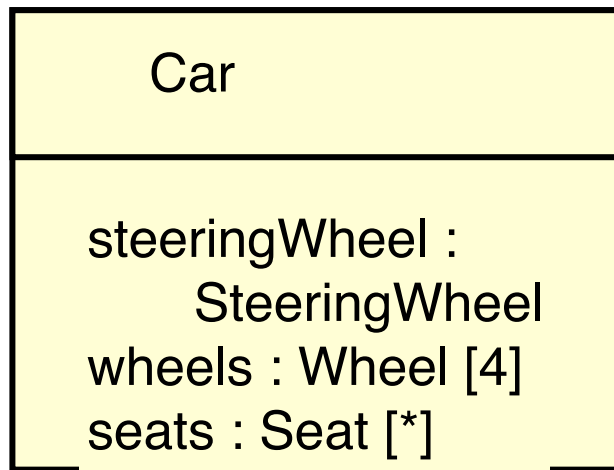 Car
steeringWheel :
SteeringWheel
wheels : Wheel [4]
seats : Seat [*]